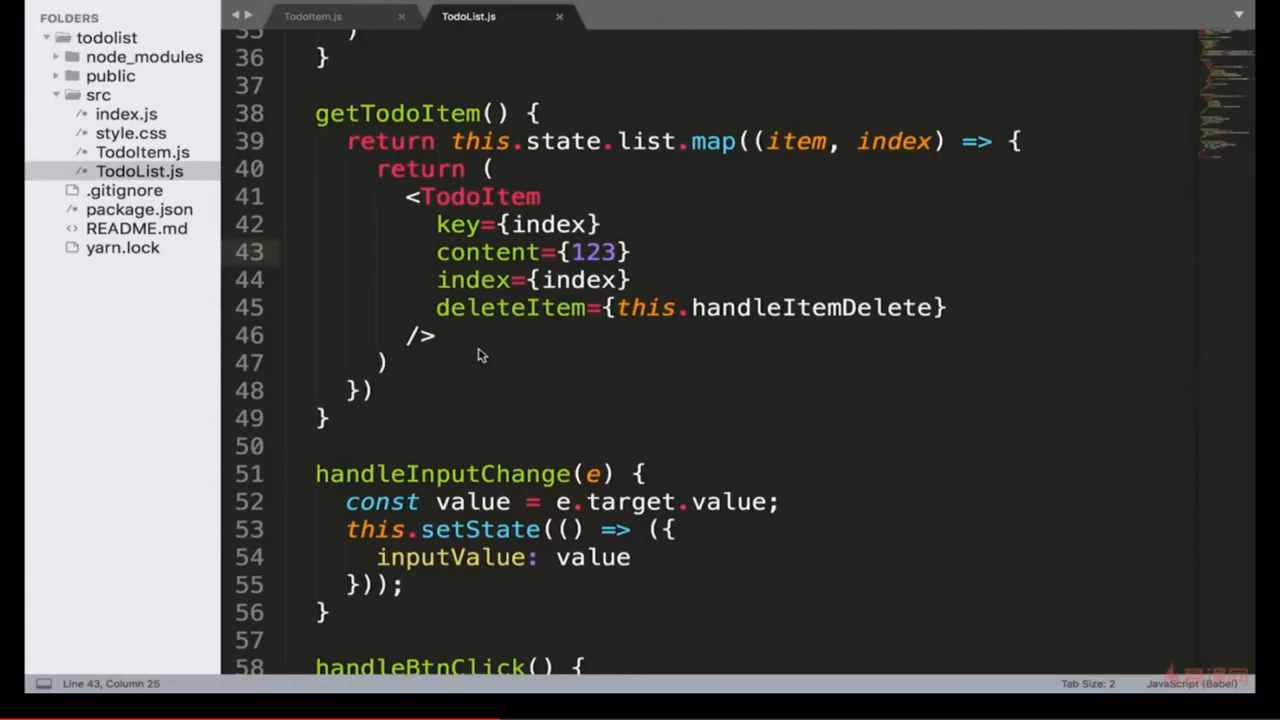 FOLDERS
todolist
node_modules
public
src
index.js
style.css
TodoItem.js
TodoList.js
.gitignore
package.json
README.md
yarn.lock
TodoItem.js
TodoList.js
35 )
36 }
37
38 getTodoItem() {
39 return this.state.list.map((item, index) => {
40 return (
41 <TodoItem
42 key={index}
43 content={123}
44 index={index}
45 deleteItem={this.handleItemDelete}
46 />
47 )
48 })
49 }
50
51 handleInputChange(e) {
52 const value = e.target.value;
53 this.setState(() => ({
54 inputValue: value
55 }));
56 }
57
58 handleBtnClick() {
Line 43, Column 25
Tab Size: 2
JavaScript (Babel)